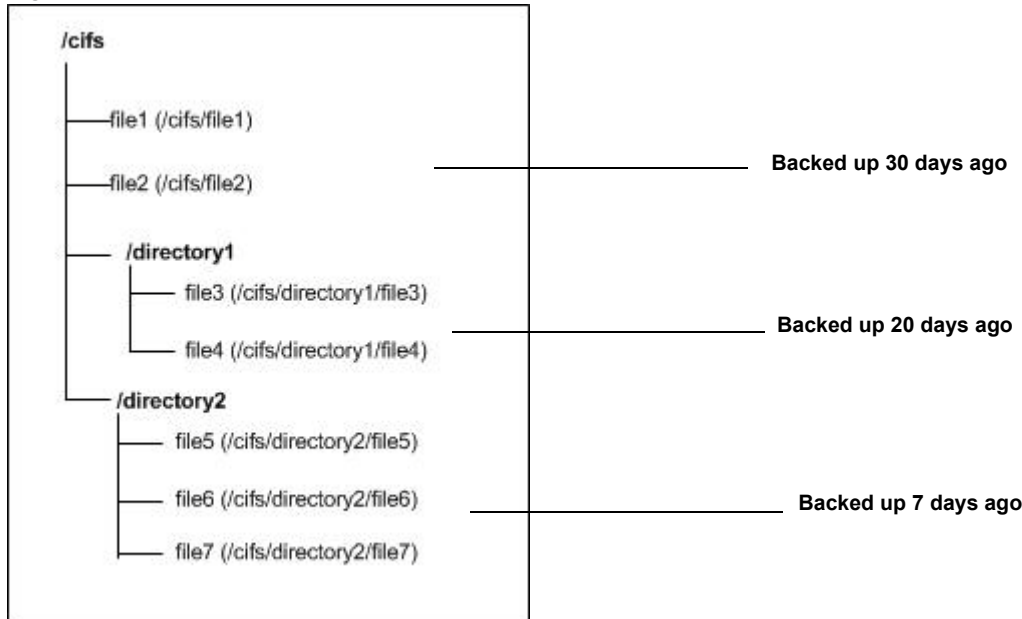 /cifs
file1 (/cifs/file1)
file2 (/cifs/file2)
Backed up 30 days ago
/directory1
file3 (/cifs/directory1/file3)
Backed up 20 days ago
file4 (/cifs/directory1/file4)
/directory2
file5 (/cifs/directory2/file5)
file6 (/cifs/directory2/file6)
Backed up 7 days ago
file7 (/cifs/directory2/file7)